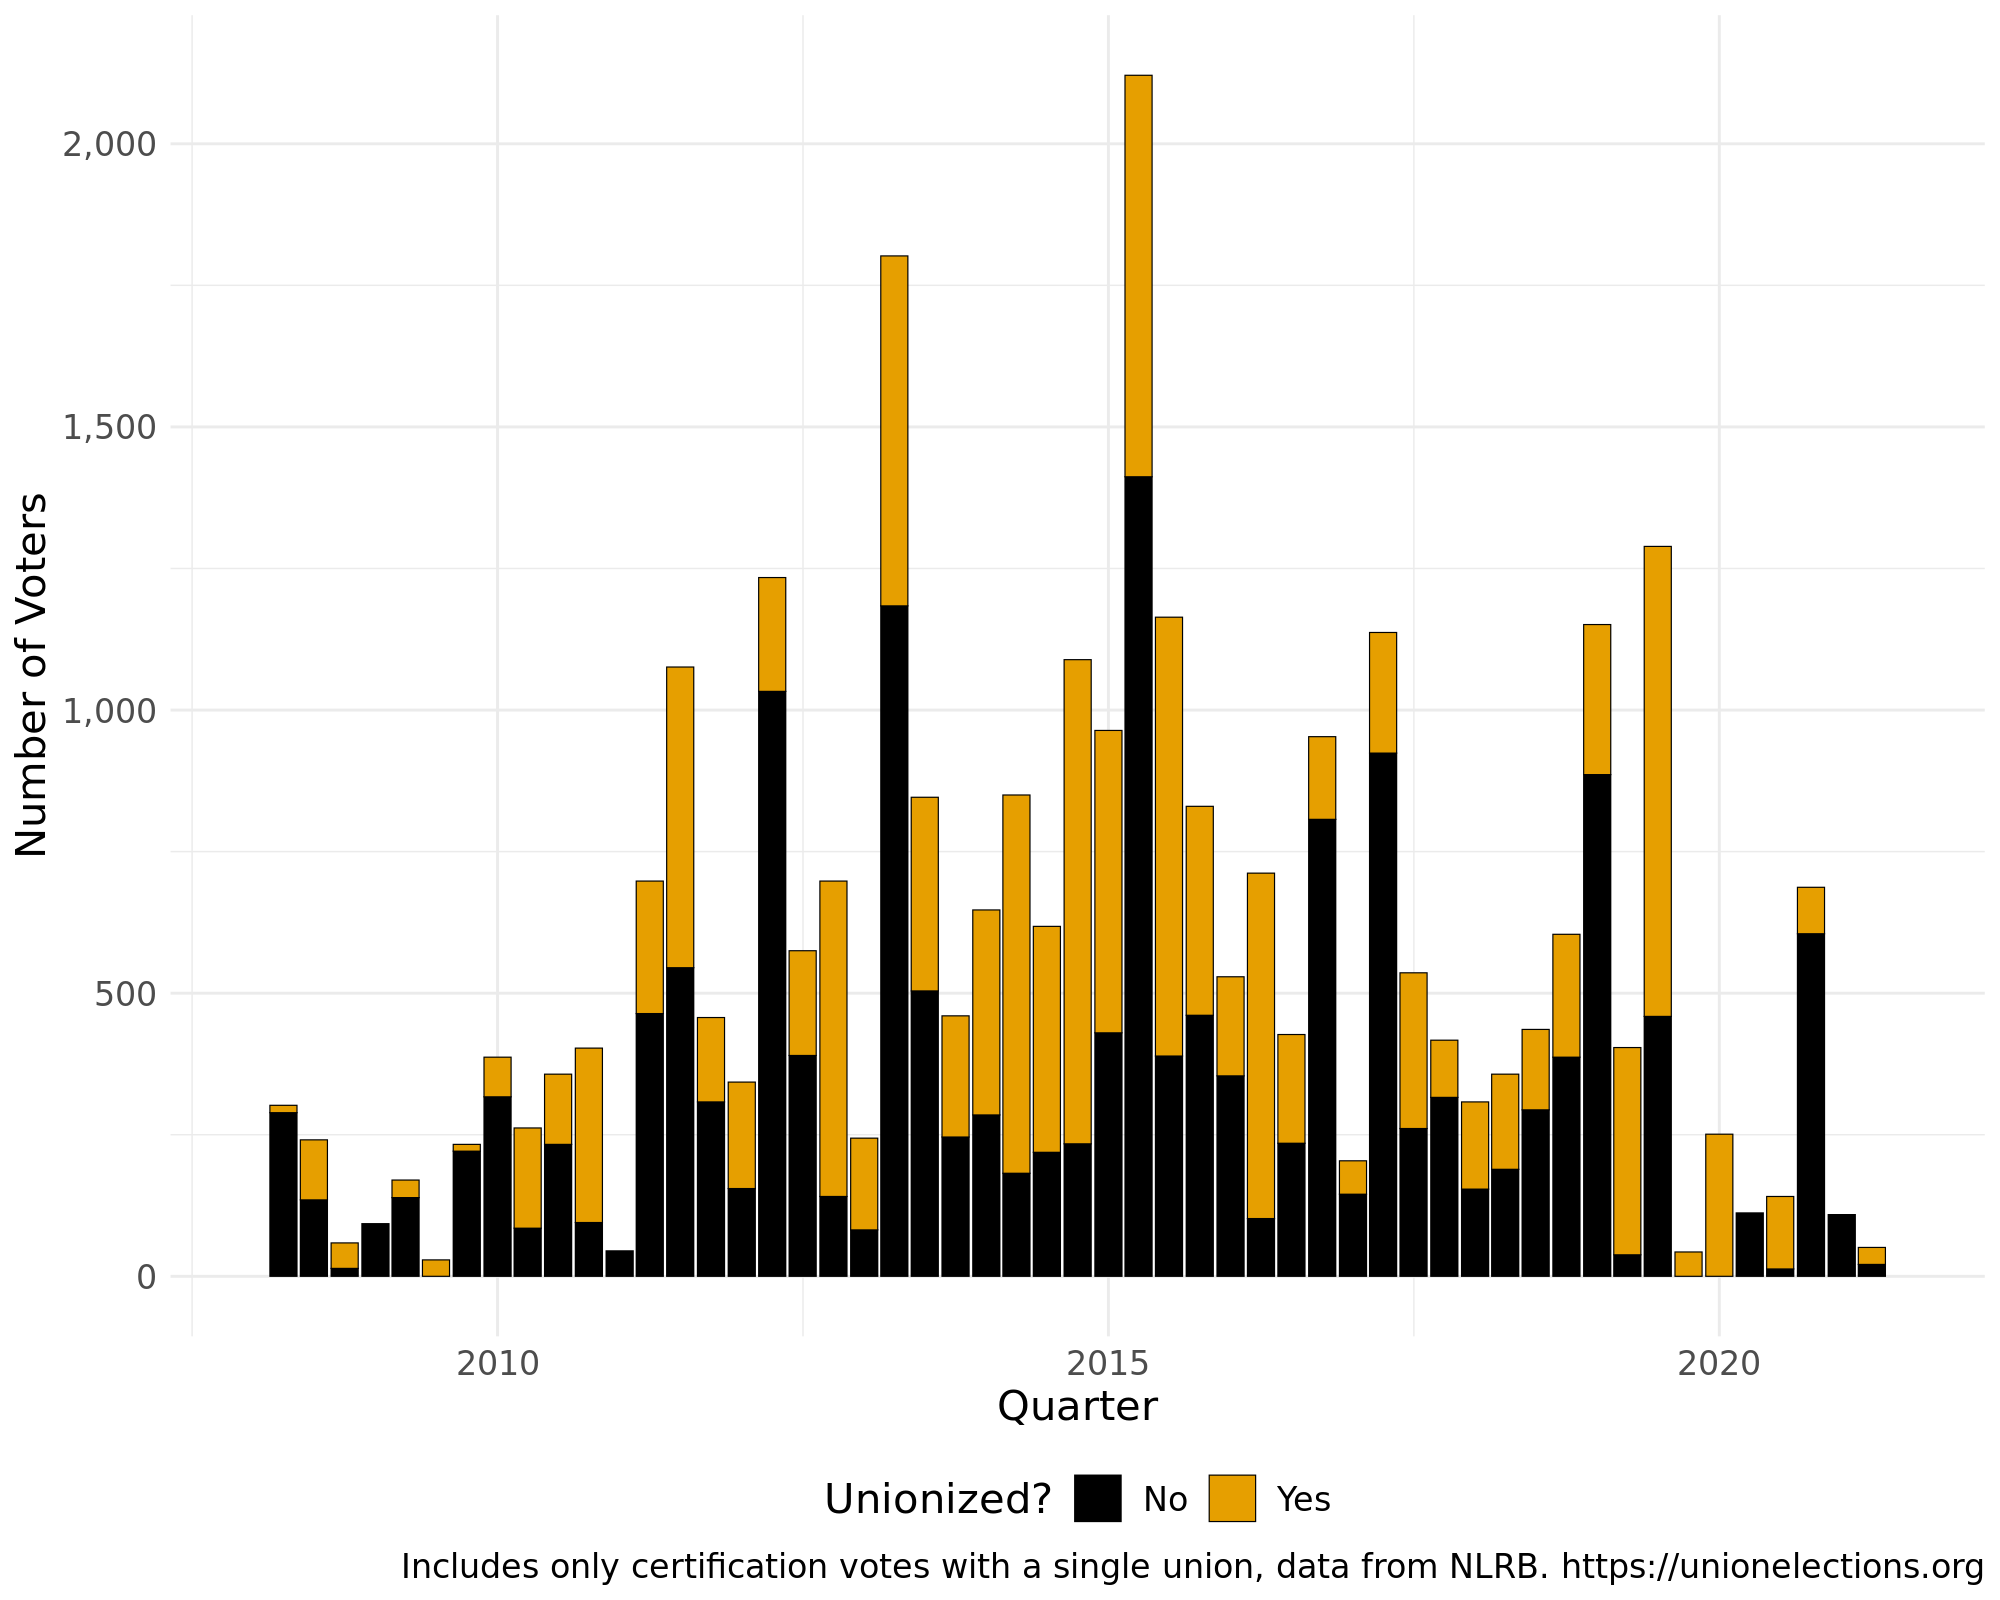 2,000
1,500
1,000
500
0
Number of Voters
2010 2015 2020
Quarter
Unionized? No Yes
Includes only certification votes with a single union, data from NLRB. https://unionelections.org